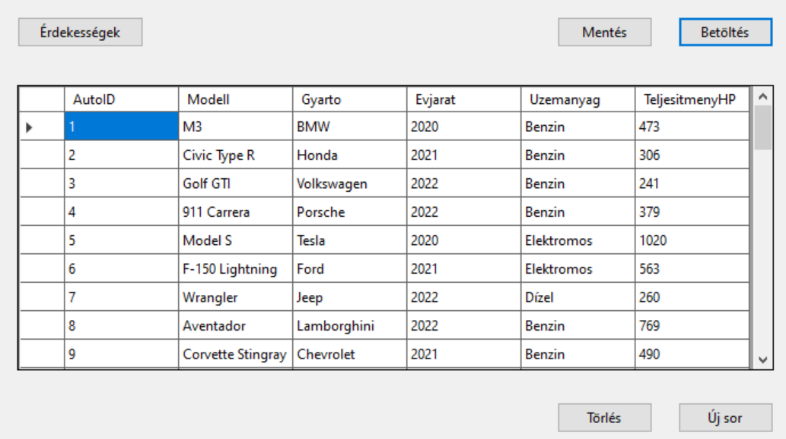 Érdekességek Mentés Betöltés
AutoID Modell Gyarto Evjarat Uzemanyag TeljesitmenyHP
1 M3 BMW 2020 Benzin 473
2 Civic Type R Honda 2021 Benzin 306
3 Golf GTI Volkswagen 2022 Benzin 241
4 911 Carrera Porsche 2022 Benzin 379
5 Model S Tesla 2020 Elektromos 1020
6 F-150 Lightning Ford 2021 Elektromos 563
7 Wrangler Jeep 2022 Dízel 260
8 Aventador Lamborghini 2022 Benzin 769
9 Corvette Stingray Chevrolet 2021 Benzin 490
Törlés Új sor